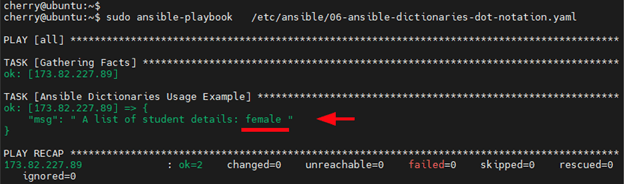 cherry@ubuntu:~$
cherry@ubuntu:~$ sudo ansible-playbook   /etc/ansible/06-ansible-dictionaries-dot-notation.yaml
PLAY [all] *********************************************************************************
TASK [Gathering Facts] *********************************************************************
ok: [173.82.227.89]
TASK [Ansible Dictionaries Usage Example] **************************************************
ok: [173.82.227.89] => {
    "msg": " A list of student details: female "
}
PLAY RECAP *********************************************************************************
173.82.227.89              : ok=2    changed=0    unreachable=0    failed=0    skipped=0    rescued=0
   ignored=0